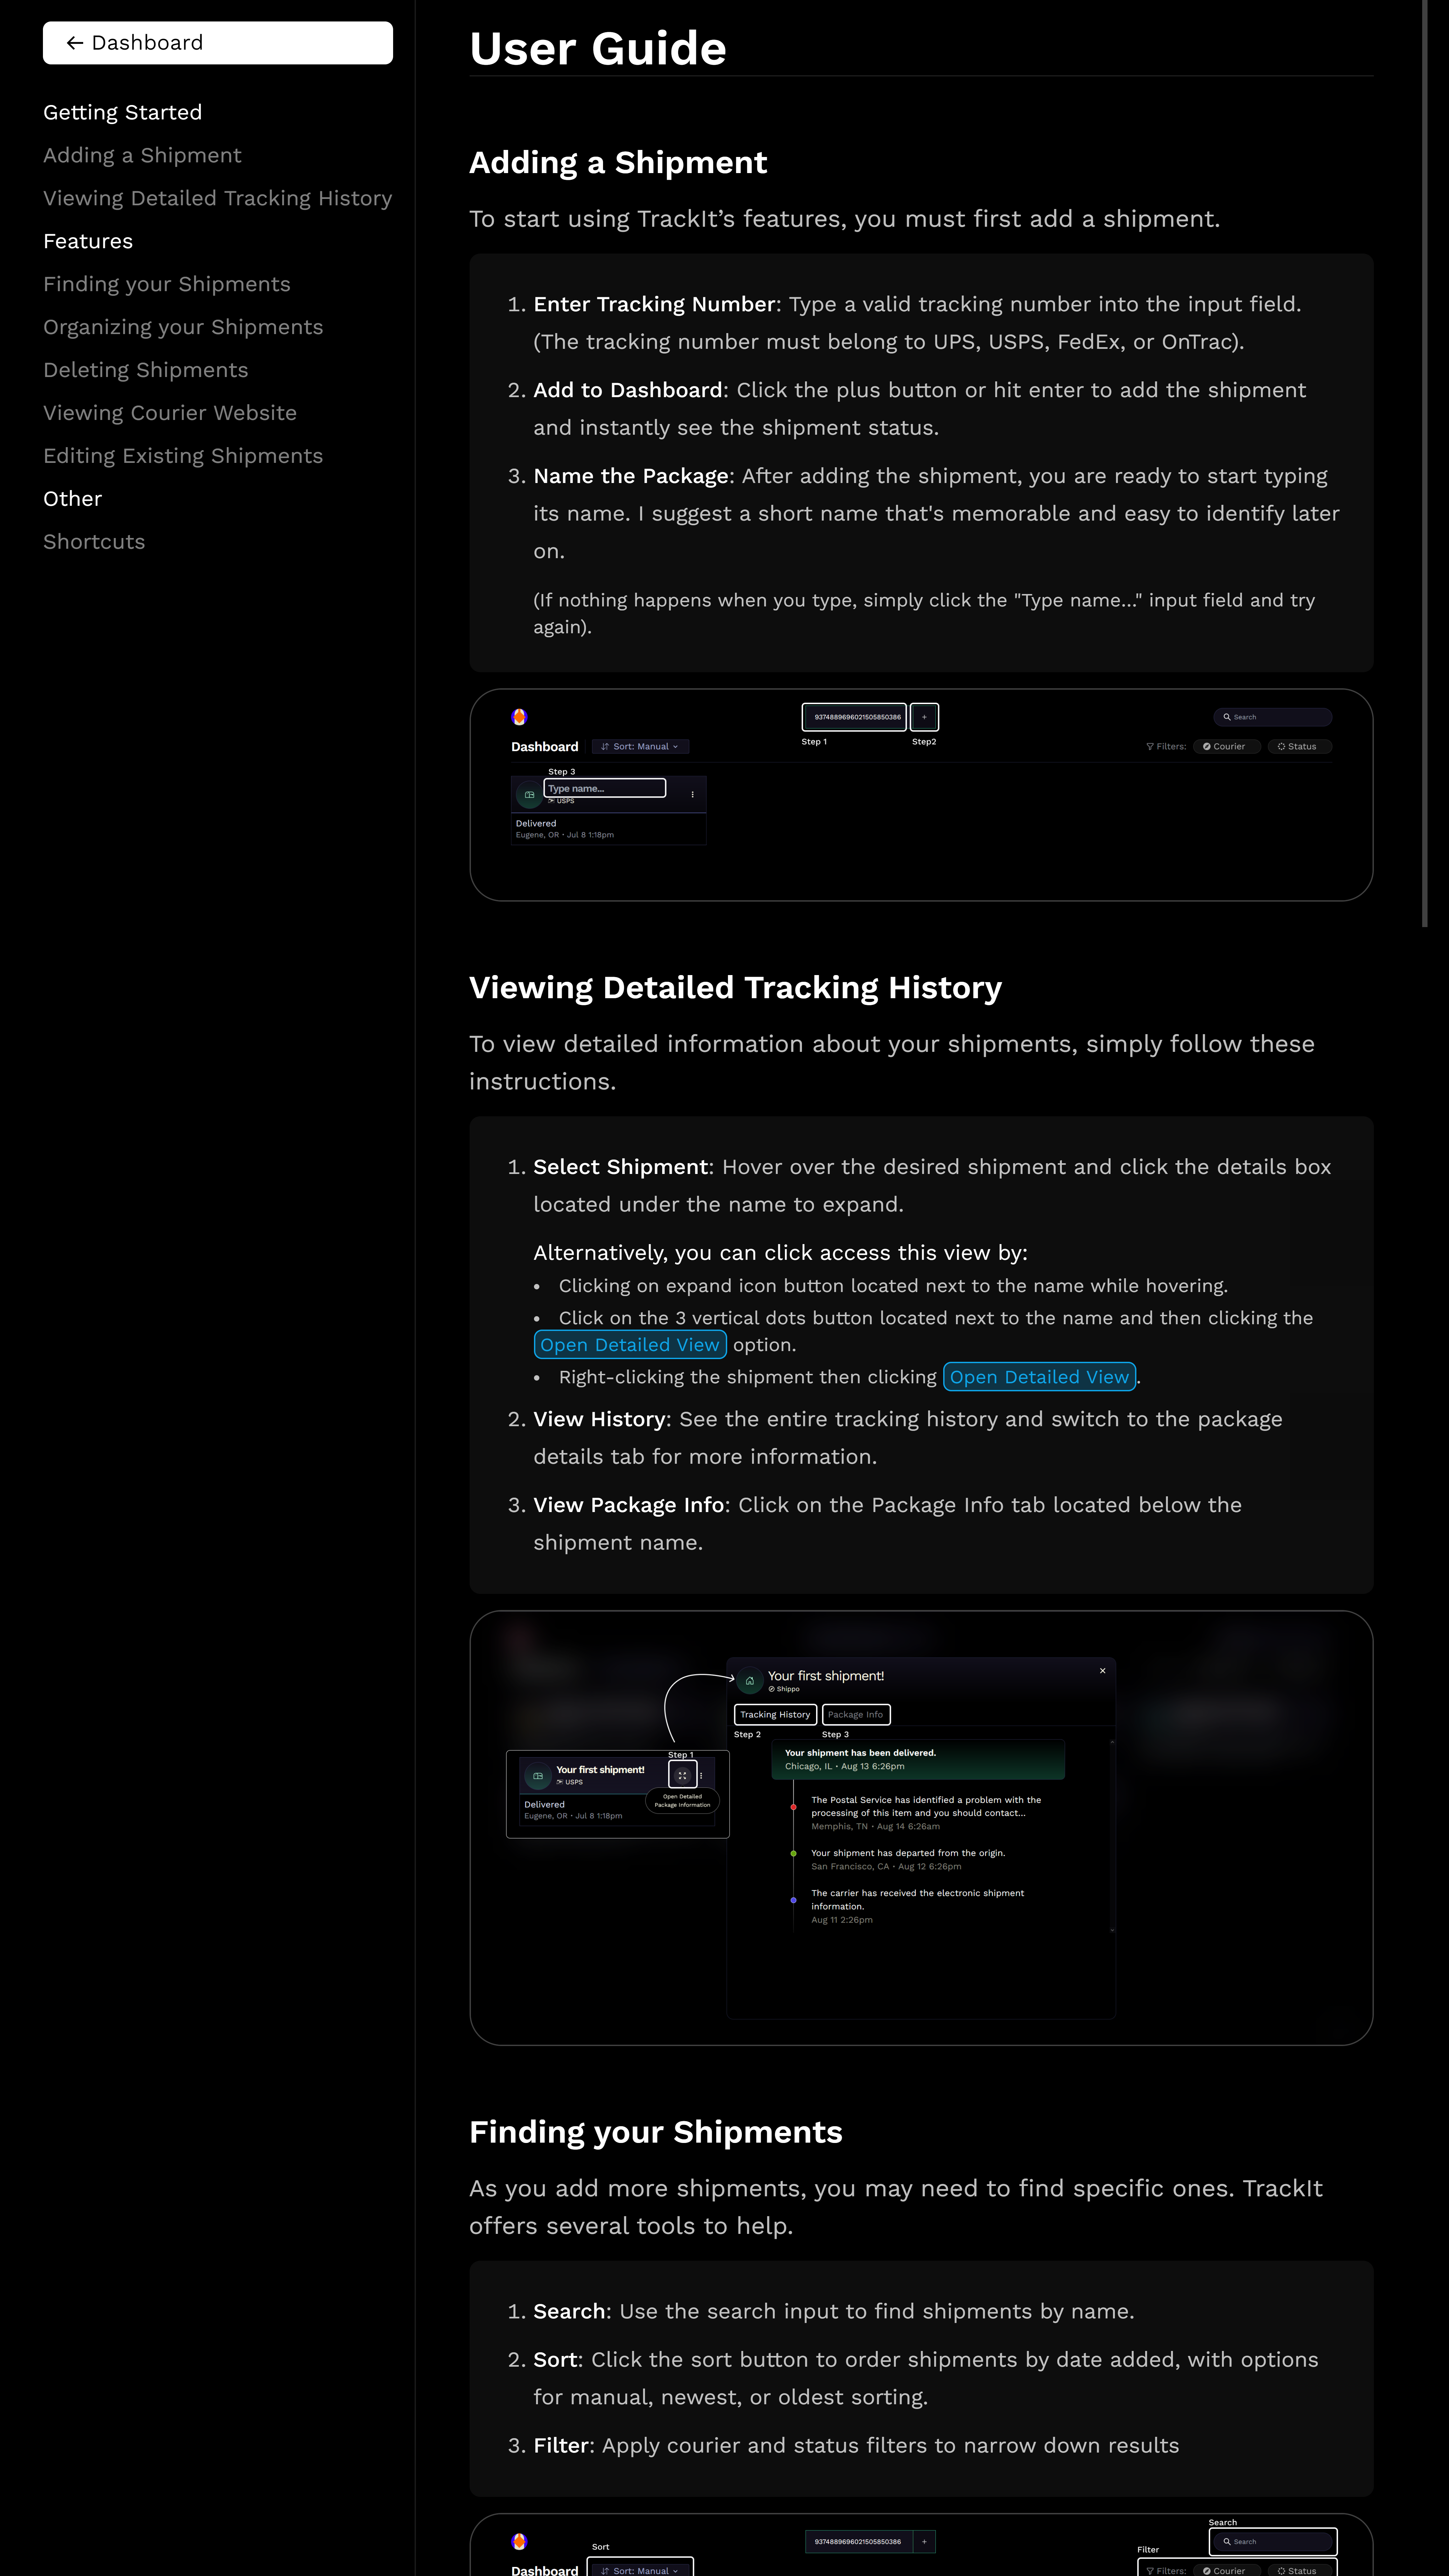 ← Dashboard
Getting Started
Adding a Shipment
Viewing Detailed Tracking History
Features
Finding your Shipments
Organizing your Shipments
Deleting Shipments
Viewing Courier Website
Editing Existing Shipments
Other
Shortcuts
User Guide
Adding a Shipment
To start using TrackIt’s features, you must first add a shipment.
1. Enter Tracking Number: Type a valid tracking number into the input field.
(The tracking number must belong to UPS, USPS, FedEx, or OnTrac).
2. Add to Dashboard: Click the plus button or hit enter to add the shipment
and instantly see the shipment status.
3. Name the Package: After adding the shipment, you are ready to start typing
its name. I suggest a short name that's memorable and easy to identify later
on.
(If nothing happens when you type, simply click the "Type name..." input field and try
again).
9374889696021505850386 +
Search
Step 1 Step2
Dashboard Sort: Manual
Filters: Courier Status
Step 3
Type name...
USPS
Delivered
Eugene, OR • Jul 8 1:18pm
Viewing Detailed Tracking History
To view detailed information about your shipments, simply follow these
instructions.
1. Select Shipment: Hover over the desired shipment and click the details box
located under the name to expand.
Alternatively, you can click access this view by:
• Clicking on expand icon button located next to the name while hovering.
• Click on the 3 vertical dots button located next to the name and then clicking the
Open Detailed View option.
• Right-clicking the shipment then clicking Open Detailed View.
2. View History: See the entire tracking history and switch to the package
details tab for more information.
3. View Package Info: Click on the Package Info tab located below the
shipment name.
Your first shipment!
Shippo
Tracking History Package Info
Step 2 Step 3
Step 1
Your first shipment!
USPS
Open Detailed
Package Information
Delivered
Eugene, OR • Jul 8 1:18pm
Your shipment has been delivered.
Chicago, IL • Aug 13 6:26pm
The Postal Service has identified a problem with the
processing of this item and you should contact...
Memphis, TN • Aug 14 6:26am
Your shipment has departed from the origin.
San Francisco, CA • Aug 12 6:26pm
The carrier has received the electronic shipment
information.
Aug 11 2:26pm
Finding your Shipments
As you add more shipments, you may need to find specific ones. TrackIt
offers several tools to help.
1. Search: Use the search input to find shipments by name.
2. Sort: Click the sort button to order shipments by date added, with options
for manual, newest, or oldest sorting.
3. Filter: Apply courier and status filters to narrow down results
Search
9374889696021505850386 +
Search
Sort
Filter
Dashboard Sort: Manual
Filters: Courier Status